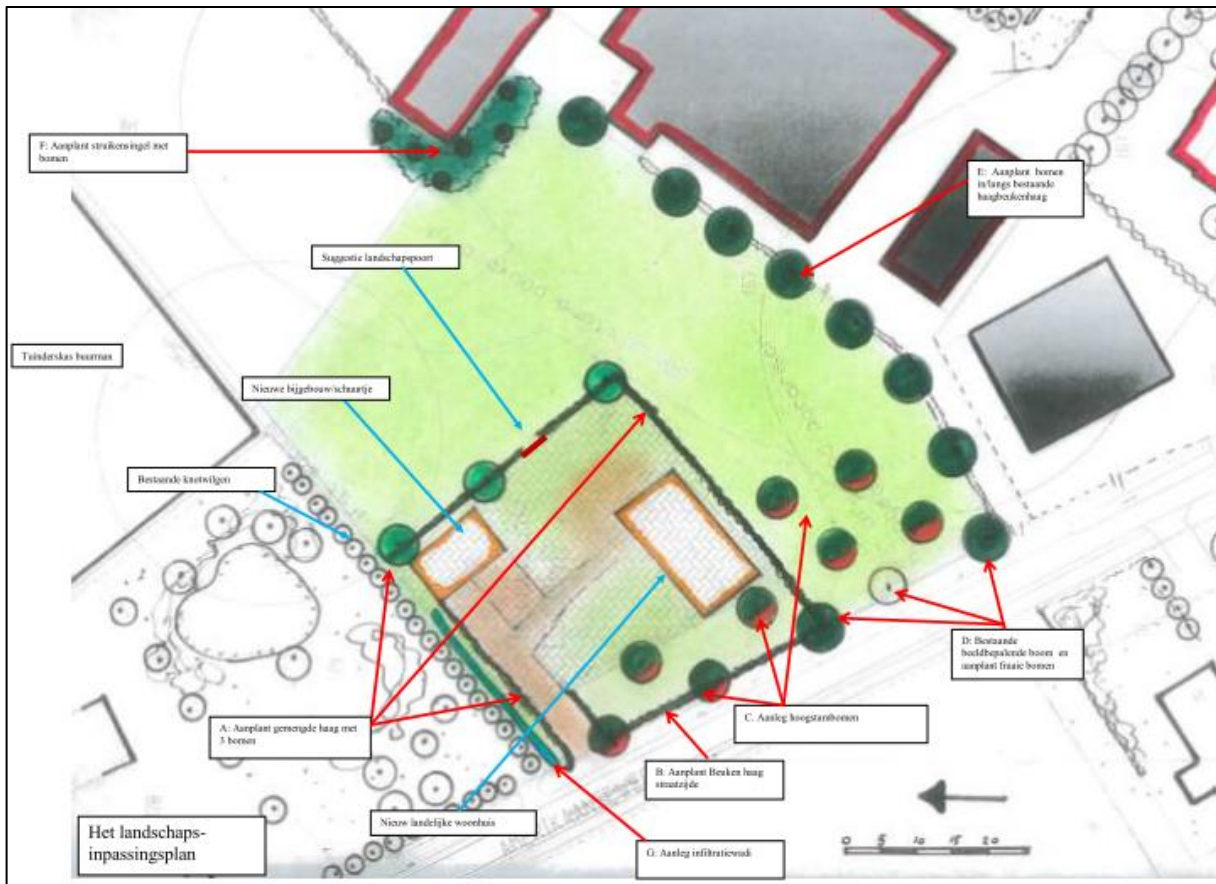 F: Aanplant struikensingel met
bomen
E: Aanplant bomen
in/langs bestaande
haagbeukenhaag
Suggestie landschapspoort
Tuinderskas buurman
Nieuwe bijgebouw/schuurtje
Bestaande knotwilgen
D: Bestaande
beeldbepalende boom en
aanplant fraaie bomen
A: Aanplant gemengde haag met
3 bomen
C. Aanleg hoogstambomen
B: Aanplant Beuken haag
straatzijde
Nieuw landelijke woonhuis
G: Aanleg infiltratiewadi
Het landschaps-
inpassingsplan
0 5 10 15 20